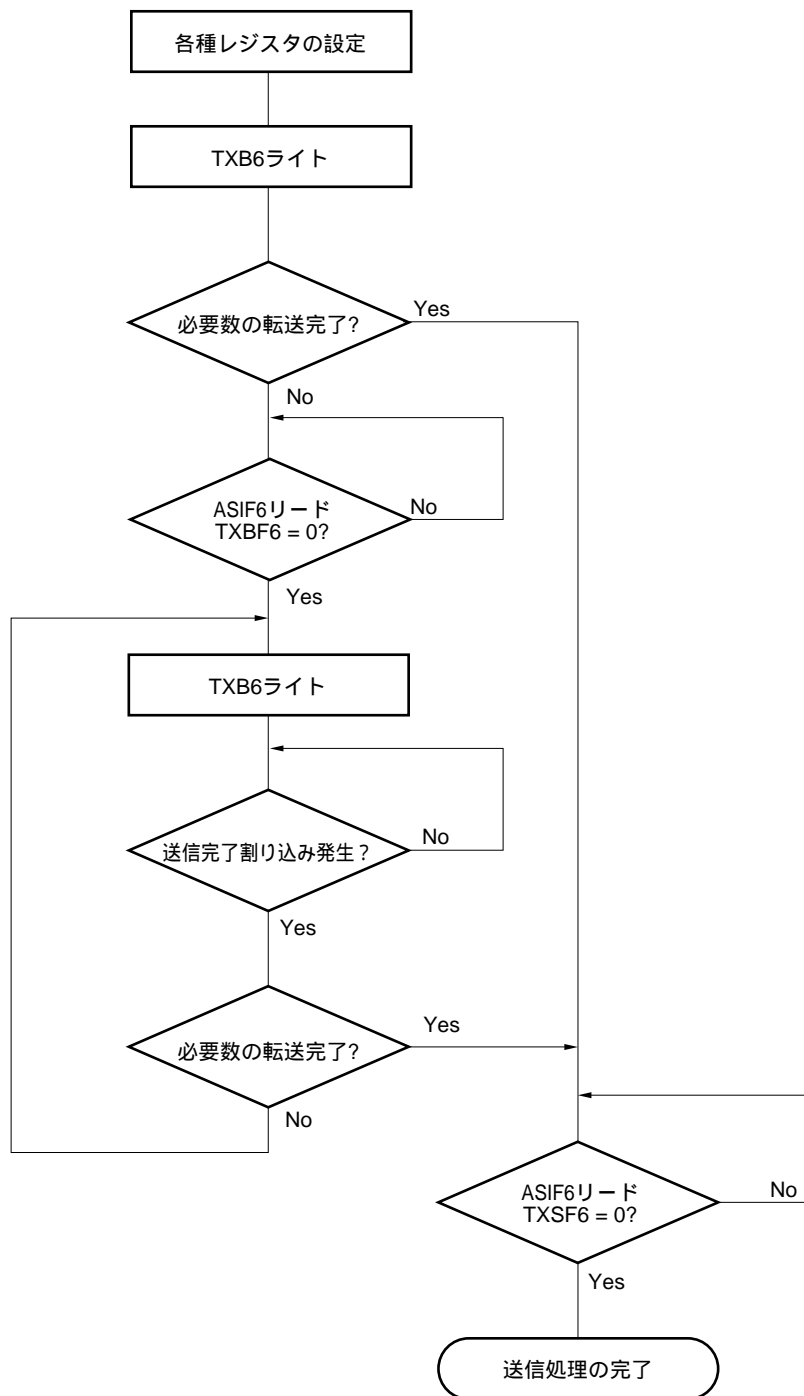 各種レジスタの設定
TXB6ライト
必要数の転送完了?
Yes
No
ASIF6リード
TXBF6 = 0?
No
Yes
TXB6ライト
送信完了割り込み発生？
No
Yes
必要数の転送完了?
Yes
No
ASIF6リード
TXSF6 = 0?
No
Yes
送信処理の完了